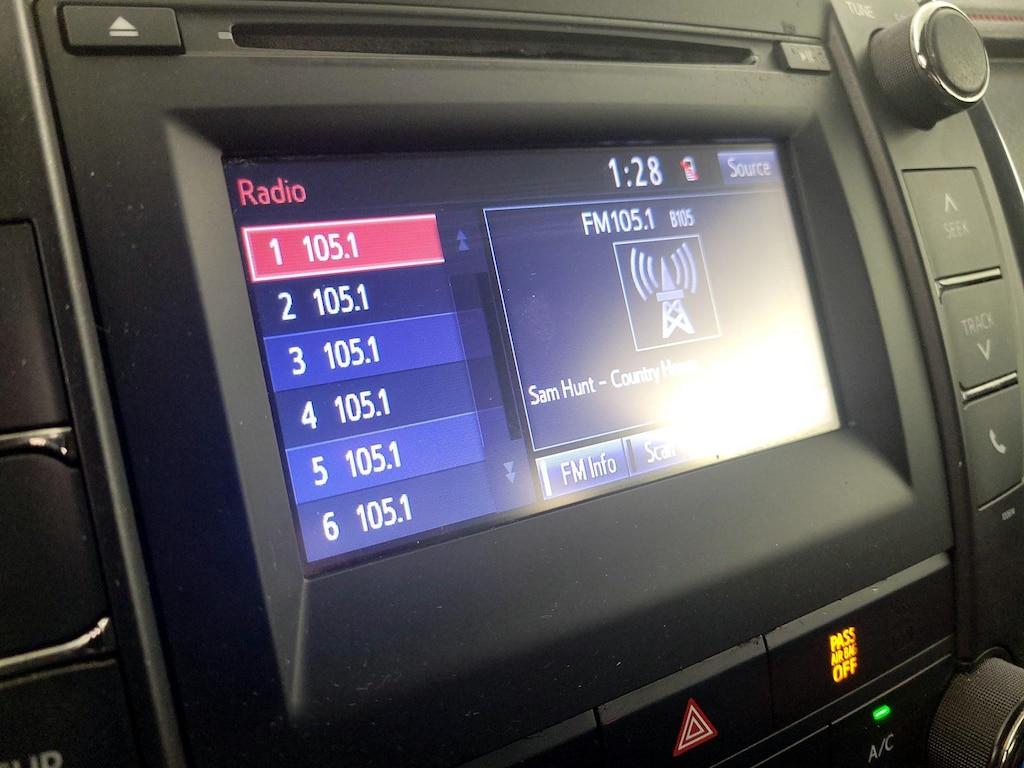 TUNE
Radio
1:28
Source
1 105.1
2 105.1
3 105.1
4 105.1
5 105.1
6 105.1
FM105.1 B105
Sam Hunt - Country
FM Info
Scan
SEEK
TRACK
PASS
AIR BAG
OFF
A/C